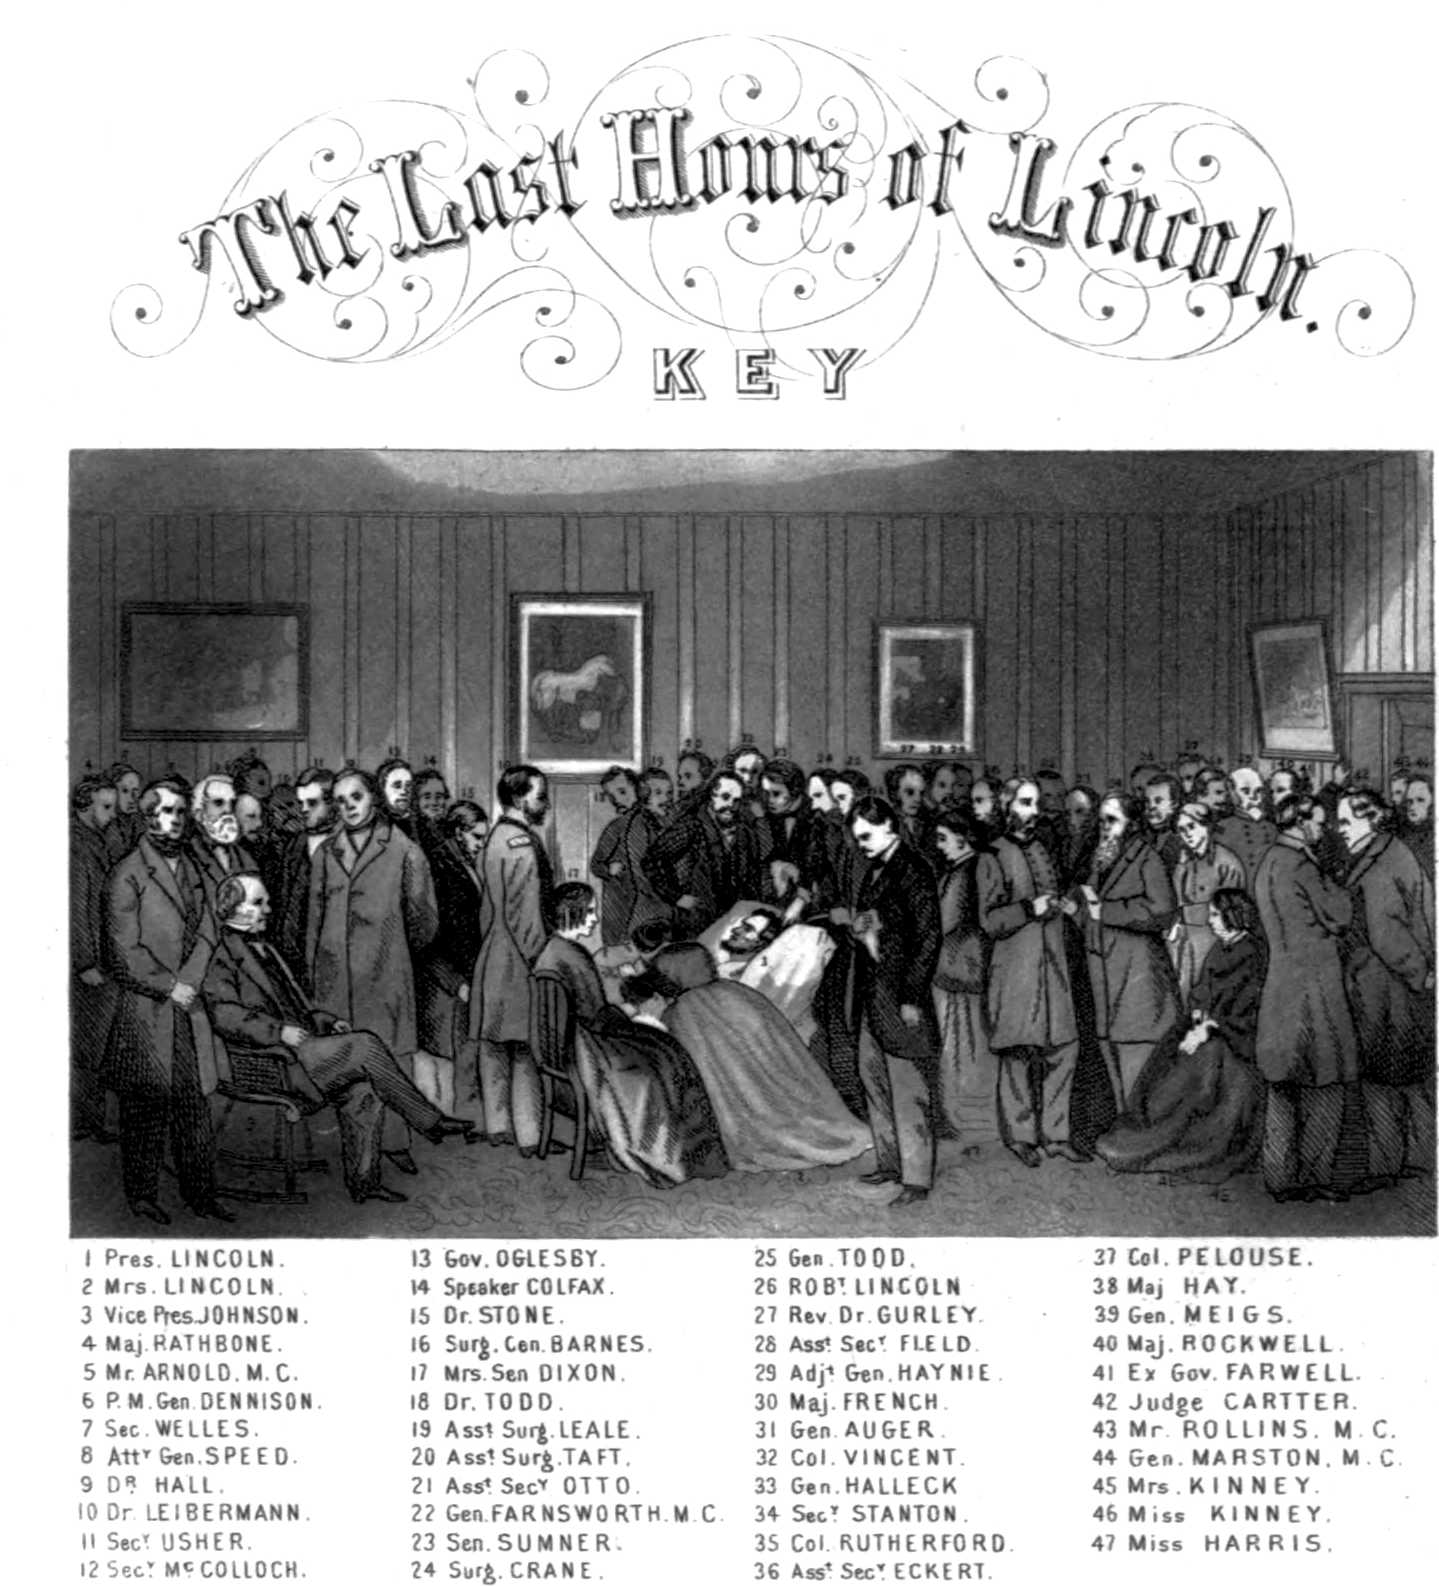 The Last Hours of Lincoln.
KEY
1 Pres. LINCOLN.
2 Mrs. LINCOLN.
3 Vice Pres. JOHNSON.
4 Maj. RATHBONE.
5 Mr. ARNOLD. M. C.
6 P. M. Gen. DENNISON.
7 Sec. WELLES.
8 Atty Gen. SPEED.
9 DR. HALL.
10 Dr. LEIBERMANN.
11 Secy USHER.
12 Secy McCOLLOCH.
13 Gov. OGLESBY.
14 Speaker COLFAX.
15 Dr. STONE.
16 Surg. Gen. BARNES.
17 Mrs. Sen DIXON.
18 Dr. TODD.
19 Asst Surg. LEALE.
20 Asst Surg. TAFT.
21 Asst Secy OTTO.
22 Gen. FARNSWORTH. M. C.
23 Sen. SUMNER.
24 Surg. CRANE.
25 Gen. TODD.
26 ROBT. LINCOLN
27 Rev. Dr. GURLEY.
28 Asst Secy FIELD.
29 Adjt Gen. HAYNIE.
30 Maj. FRENCH.
31 Gen. AUGER.
32 Col. VINCENT.
33 Gen. HALLECK
34 Secy STANTON.
35 Col. RUTHERFORD.
36 Asst Secy. ECKERT.
37 Col. PELOUSE.
38 Maj HAY.
39 Gen. MEIGS.
40 Maj. ROCKWELL.
41 Ex Gov. FARWELL.
42 Judge CARTTER.
43 Mr. ROLLINS. M. C.
44 Gen. MARSTON, M. C.
45 Mrs. KINNEY.
46 Miss KINNEY.
47 Miss HARRIS.